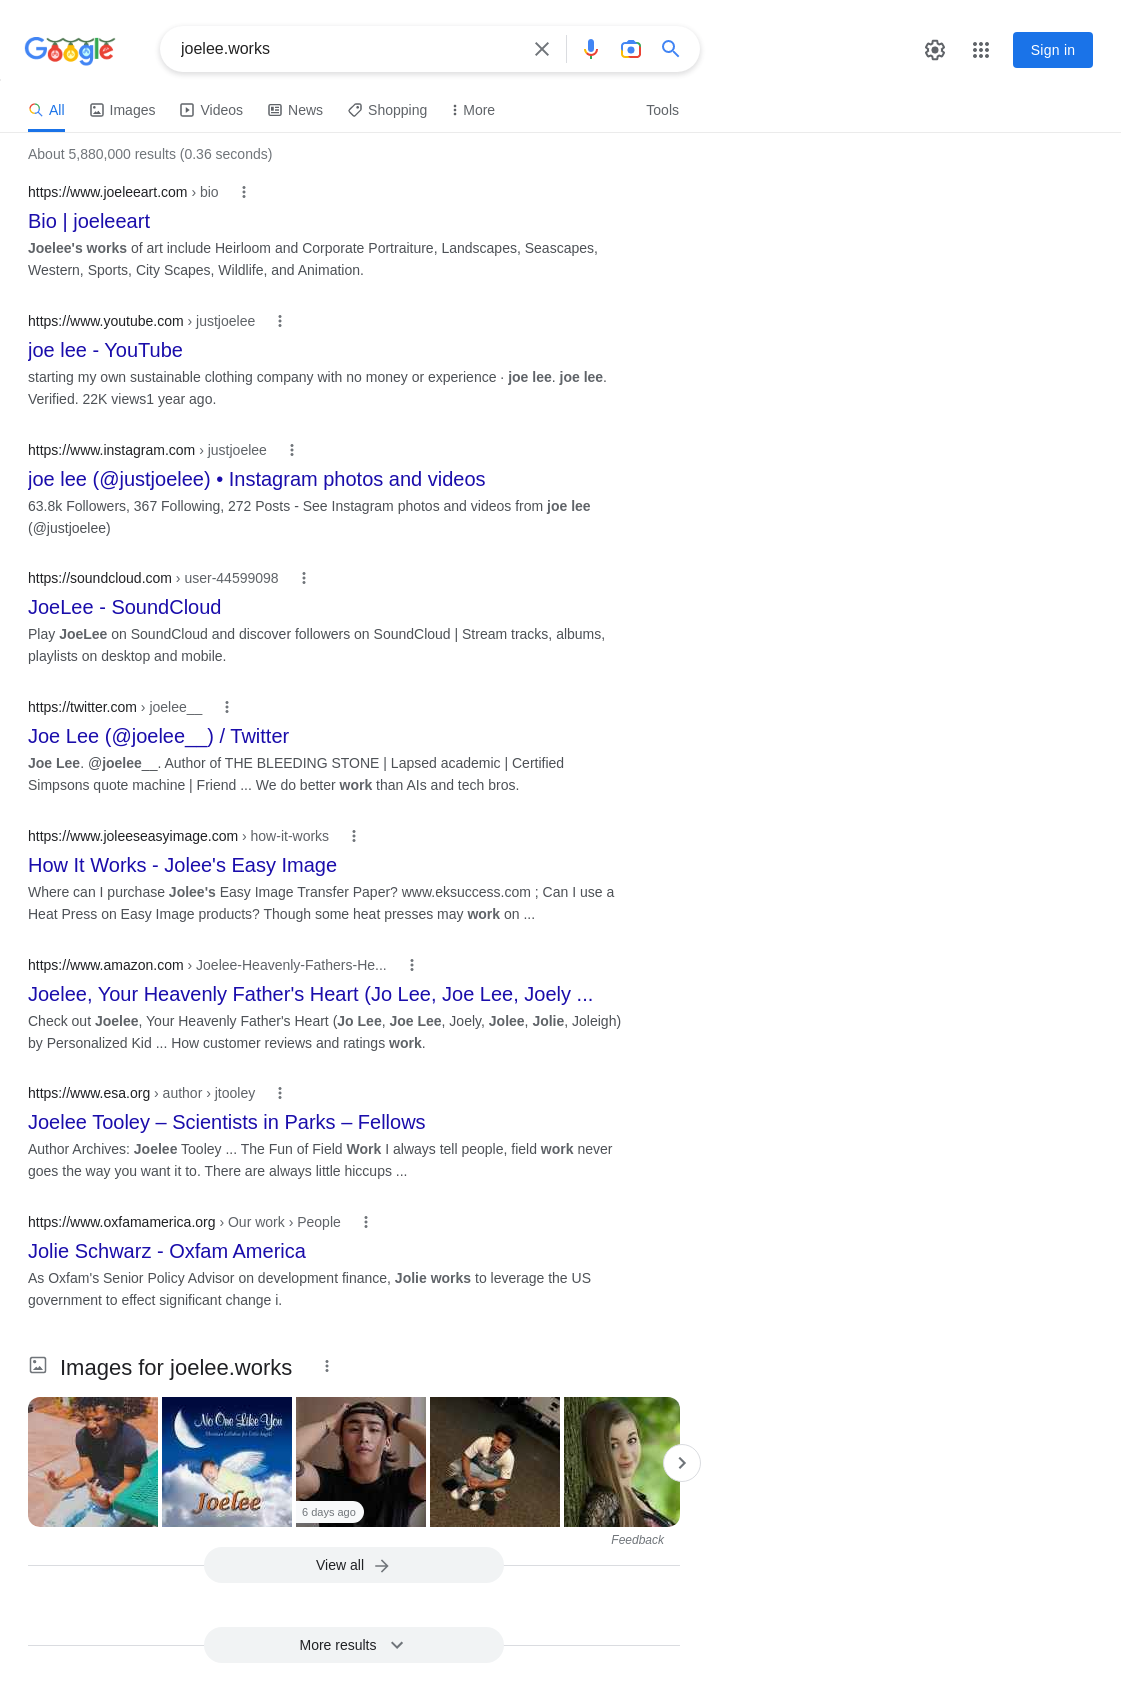 Google
joelee.works
Sign in
All
Images
Videos
News
Shopping
More
Tools
About 5,880,000 results (0.36 seconds)
https://www.joeleeart.com › bio
Bio | joeleeart
Joelee's works of art include Heirloom and Corporate Portraiture, Landscapes, Seascapes,
Western, Sports, City Scapes, Wildlife, and Animation.
https://www.youtube.com › justjoelee
joe lee - YouTube
starting my own sustainable clothing company with no money or experience · joe lee. joe lee.
Verified. 22K views1 year ago.
https://www.instagram.com › justjoelee
joe lee (@justjoelee) • Instagram photos and videos
63.8k Followers, 367 Following, 272 Posts - See Instagram photos and videos from joe lee
(@justjoelee)
https://soundcloud.com › user-44599098
JoeLee - SoundCloud
Play JoeLee on SoundCloud and discover followers on SoundCloud | Stream tracks, albums,
playlists on desktop and mobile.
https://twitter.com › joelee__
Joe Lee (@joelee__) / Twitter
Joe Lee. @joelee__. Author of THE BLEEDING STONE | Lapsed academic | Certified
Simpsons quote machine | Friend ... We do better work than AIs and tech bros.
https://www.joleeseasyimage.com › how-it-works
How It Works - Jolee's Easy Image
Where can I purchase Jolee's Easy Image Transfer Paper? www.eksuccess.com ; Can I use a
Heat Press on Easy Image products? Though some heat presses may work on ...
https://www.amazon.com › Joelee-Heavenly-Fathers-He...
Joelee, Your Heavenly Father's Heart (Jo Lee, Joe Lee, Joely ...
Check out Joelee, Your Heavenly Father's Heart (Jo Lee, Joe Lee, Joely, Jolee, Jolie, Joleigh)
by Personalized Kid ... How customer reviews and ratings work.
https://www.esa.org › author › jtooley
Joelee Tooley – Scientists in Parks – Fellows
Author Archives: Joelee Tooley ... The Fun of Field Work I always tell people, field work never
goes the way you want it to. There are always little hiccups ...
https://www.oxfamamerica.org › Our work › People
Jolie Schwarz - Oxfam America
As Oxfam's Senior Policy Advisor on development finance, Jolie works to leverage the US
government to effect significant change i.
Images for joelee.works
No One Like You
Joelee
6 days ago
Feedback
View all
More results